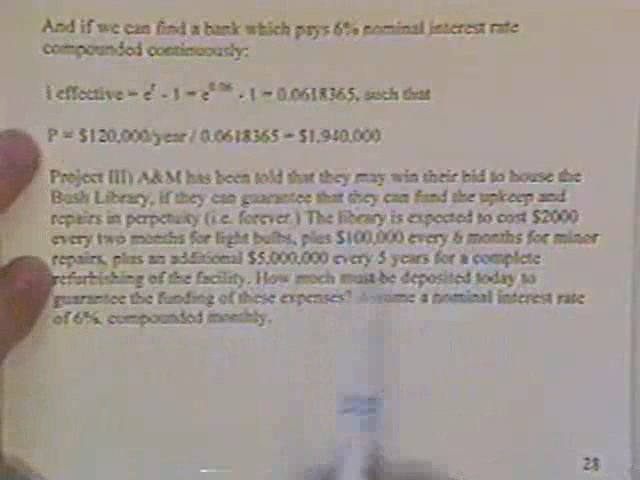 And if we can find a bank which pays 6% nominal interest rate
compounded continuously:
i effective = eʳ - 1 = e⁰·⁰⁶ - 1 = 0.0618365, such that
P = $120,000/year / 0.0618365 = $1,940,000
Project III) A&M has been told that they may win their bid to house the
Bush Library, if they can guarantee that they can fund the upkeep and
repairs in perpetuity (i.e. forever.) The library is expected to cost $2000
every two months for light bulbs, plus $100,000 every 6 months for minor
repairs, plus an additional $5,000,000 every 5 years for a complete
refurbishing of the facility. How much must be deposited today to
guarantee the funding of these expenses? Assume a nominal interest rate
of 6%, compounded monthly.
28